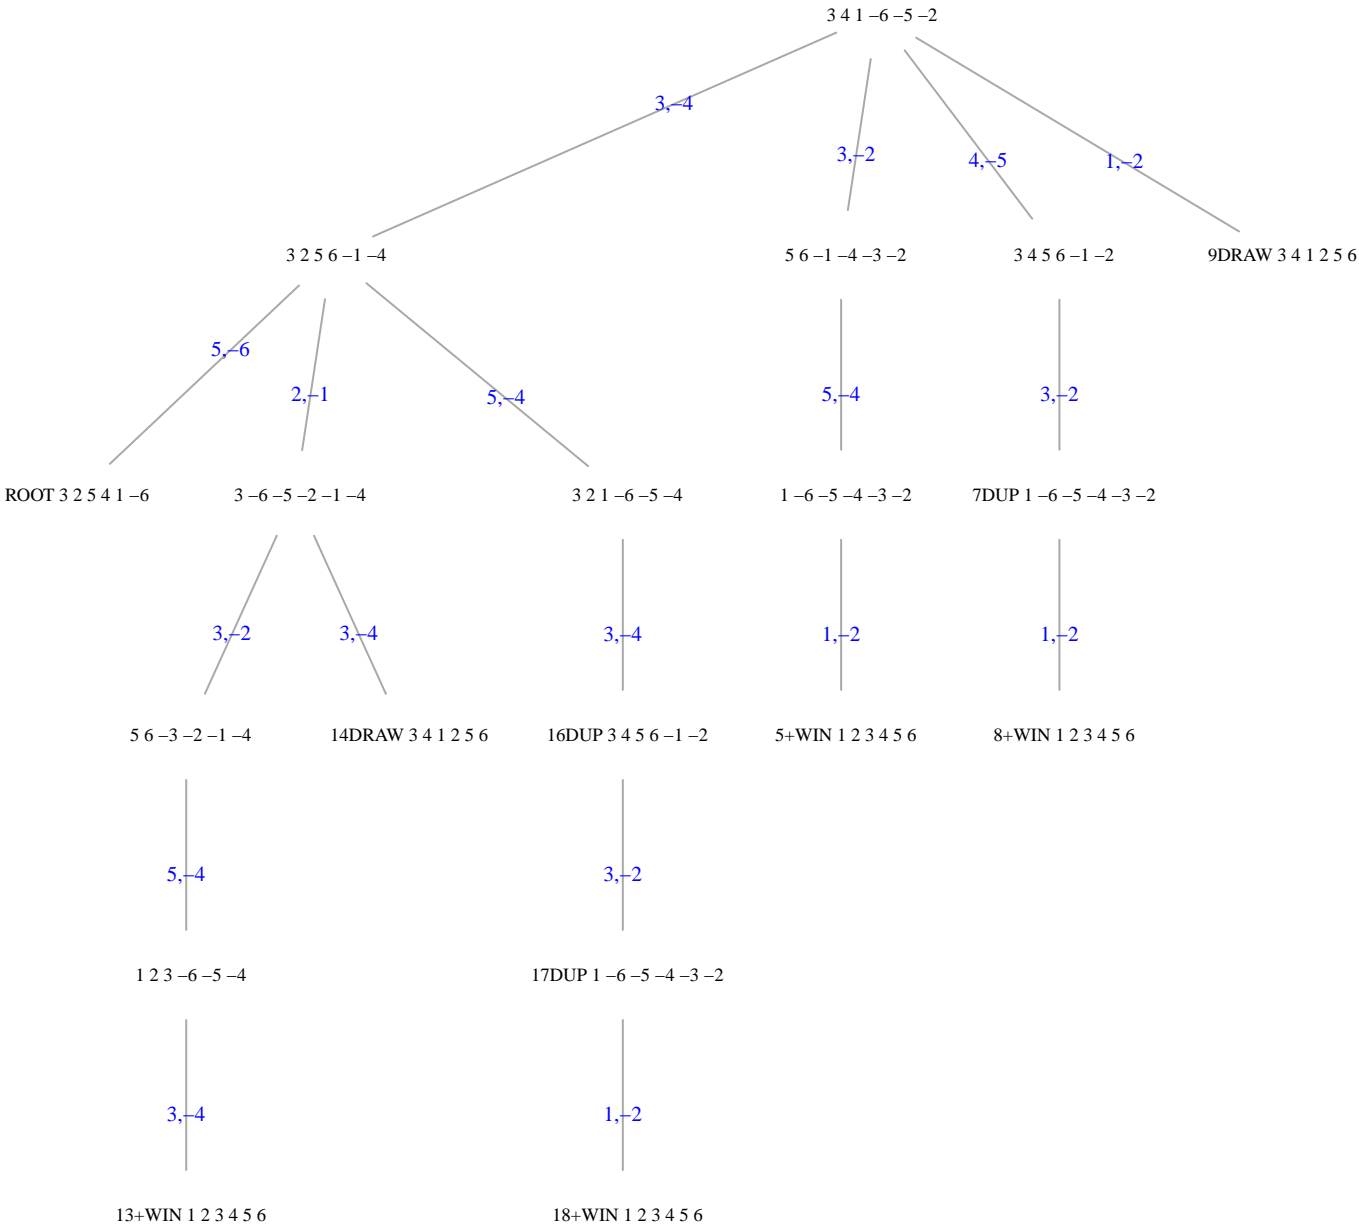 3 4 1 –6 –5 –2
3,–4
3,–2
4,–5
1,–2
3 2 5 6 –1 –4
5 6 –1 –4 –3 –2
3 4 5 6 –1 –2
9DRAW 3 4 1 2 5 6
5,–6
2,–1
5,–4
5,–4
3,–2
ROOT 3 2 5 4 1 –6
3 –6 –5 –2 –1 –4
3 2 1 –6 –5 –4
1 –6 –5 –4 –3 –2
7DUP 1 –6 –5 –4 –3 –2
3,–2
3,–4
3,–4
1,–2
1,–2
5 6 –3 –2 –1 –4
14DRAW 3 4 1 2 5 6
16DUP 3 4 5 6 –1 –2
5+WIN 1 2 3 4 5 6
8+WIN 1 2 3 4 5 6
5,–4
3,–2
1 2 3 –6 –5 –4
17DUP 1 –6 –5 –4 –3 –2
3,–4
1,–2
13+WIN 1 2 3 4 5 6
18+WIN 1 2 3 4 5 6